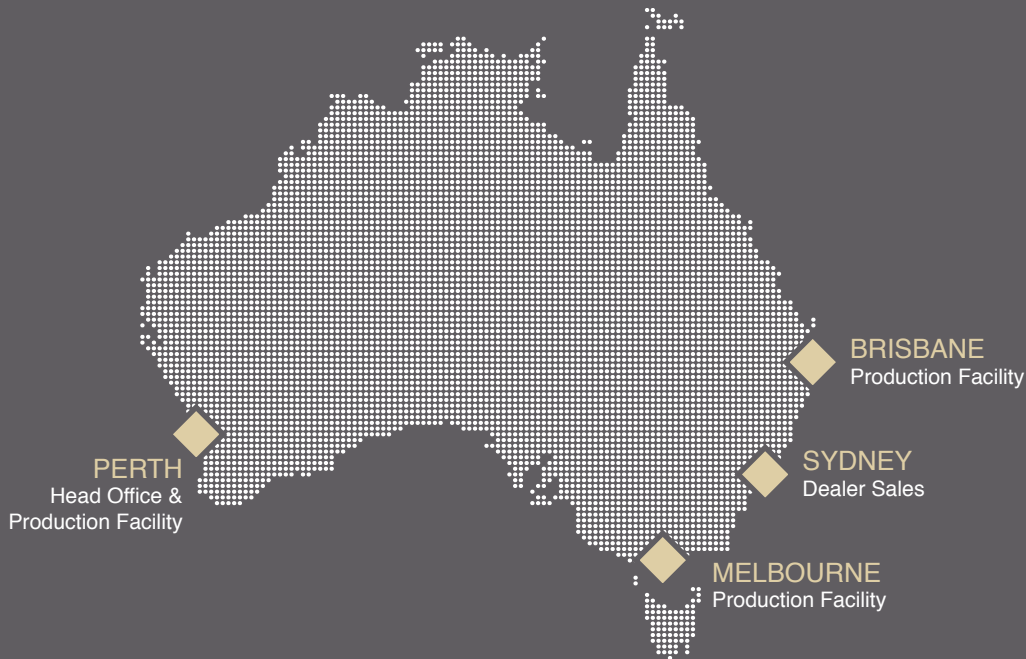 BRISBANE
Production Facility
PERTH
Head Office &
Production Facility
SYDNEY
Dealer Sales
MELBOURNE
Production Facility